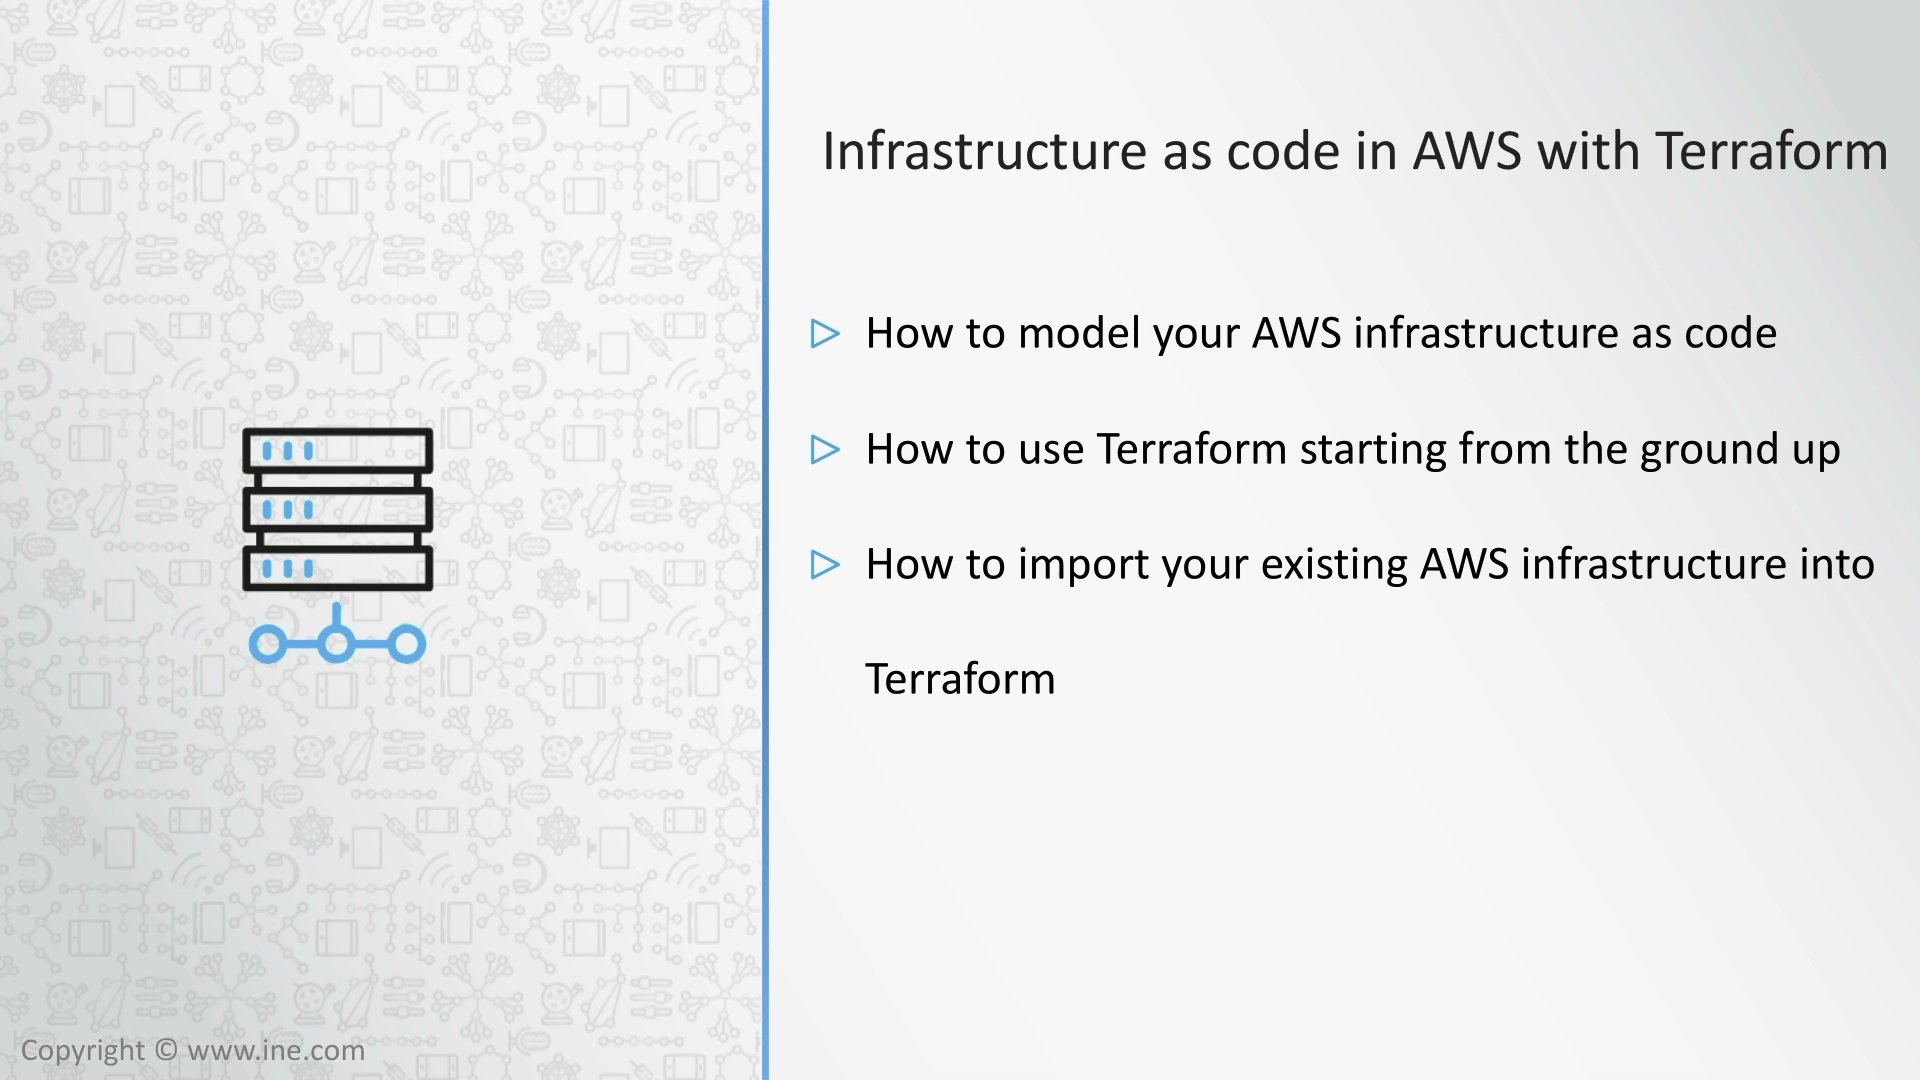 Infrastructure as code in AWS with Terraform
How to model your AWS infrastructure as code
How to use Terraform starting from the ground up
How to import your existing AWS infrastructure into
Terraform
Copyright © www.ine.com